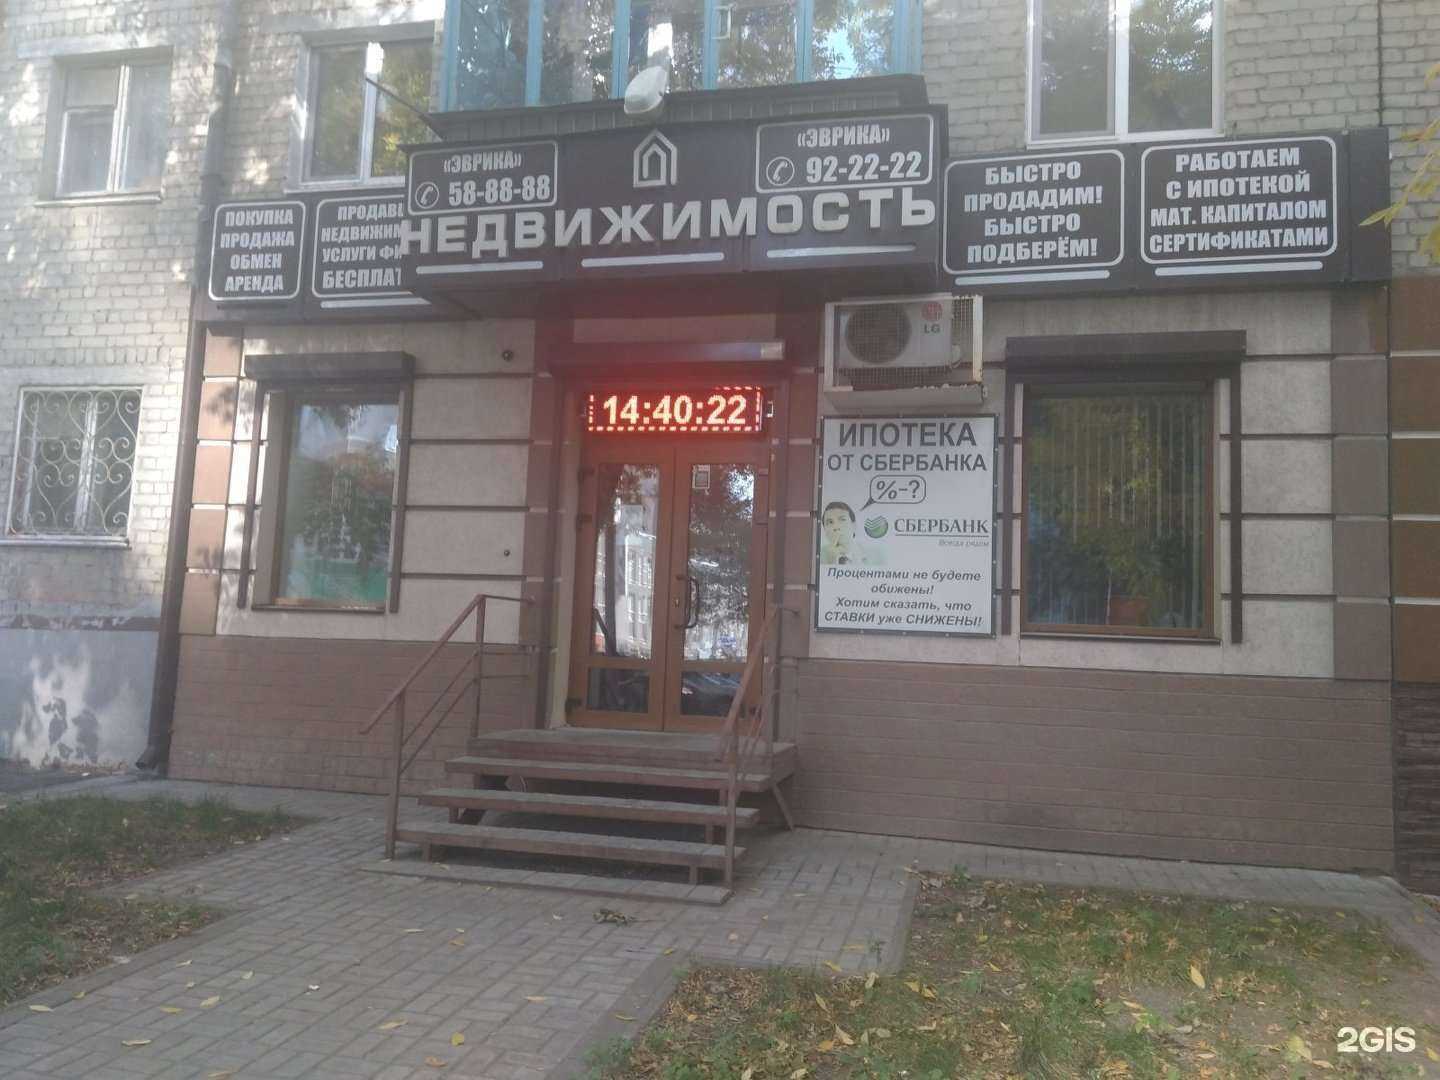 ПОКУПКА
ПРОДАЖА
ОБМЕН
АРЕНДА
УСЛУГИ
«ЭВРИКА»
58-88-88
«ЭВРИКА»
92-22-22
НЕДВИЖИМОСТЬ
БЫСТРО
ПРОДАДИМ!
БЫСТРО
ПОДБЕРЁМ!
РАБОТАЕМ
С ИПОТЕКОЙ
МАТ. КАПИТАЛОМ
СЕРТИФИКАТАМИ
LG
14:40:22
ИПОТЕКА
ОТ СБЕРБАНКА
%-?
СБЕРБАНК
Всегда рядом
Процентами не будете
обижены!
Хотим сказать, что
СТАВКИ уже СНИЖЕНЫ!
2GIS